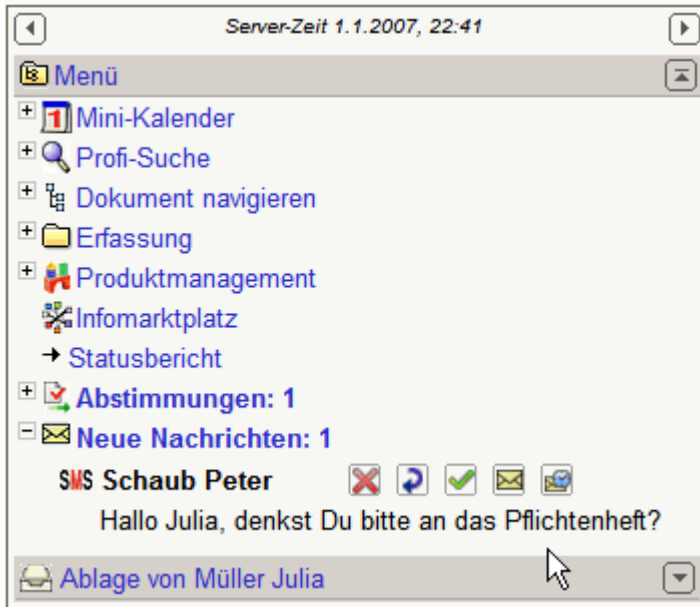 Server-Zeit 1.1.2007, 22:41
Menü
Mini-Kalender
Profi-Suche
Dokument navigieren
Erfassung
Produktmanagement
Infomarktplatz
Statusbericht
Abstimmungen: 1
Neue Nachrichten: 1
SMS Schaub Peter
Hallo Julia, denkst Du bitte an das Pflichtenheft?
Ablage von Müller Julia